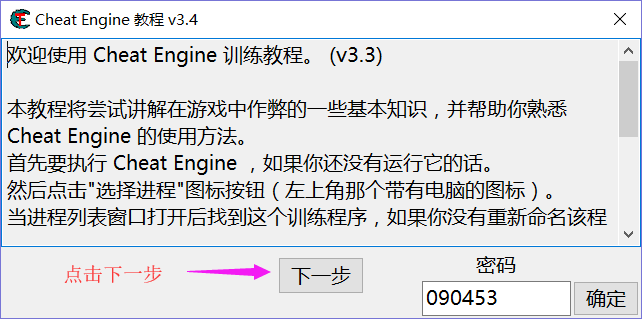 Cheat Engine 教程 v3.4
欢迎使用 Cheat Engine 训练教程。 (v3.3)
本教程将尝试讲解在游戏中作弊的一些基本知识，并帮助你熟悉
Cheat Engine 的使用方法。
首先要执行 Cheat Engine ，如果你还没有运行它的话。
然后点击"选择进程"图标按钮（左上角那个带有电脑的图标）。
当进程列表窗口打开后找到这个训练程序，如果你没有重新命名该程
点击下一步
下一步
密码
090453
确定